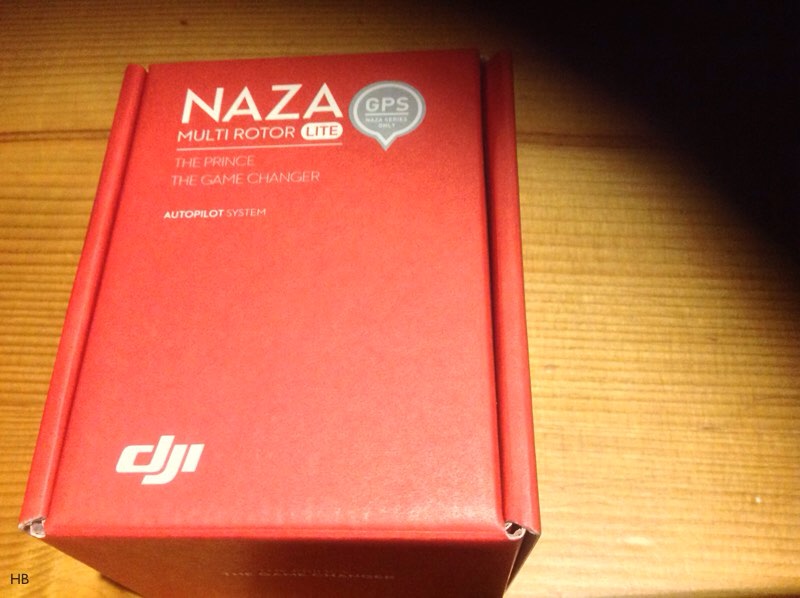 NAZA
MULTI ROTOR LITE
GPS
NAZA SERIES
ONLY
THE PRINCE
THE GAME CHANGER
AUTOPILOT SYSTEM
dji
THE GAME CHANGER
HB